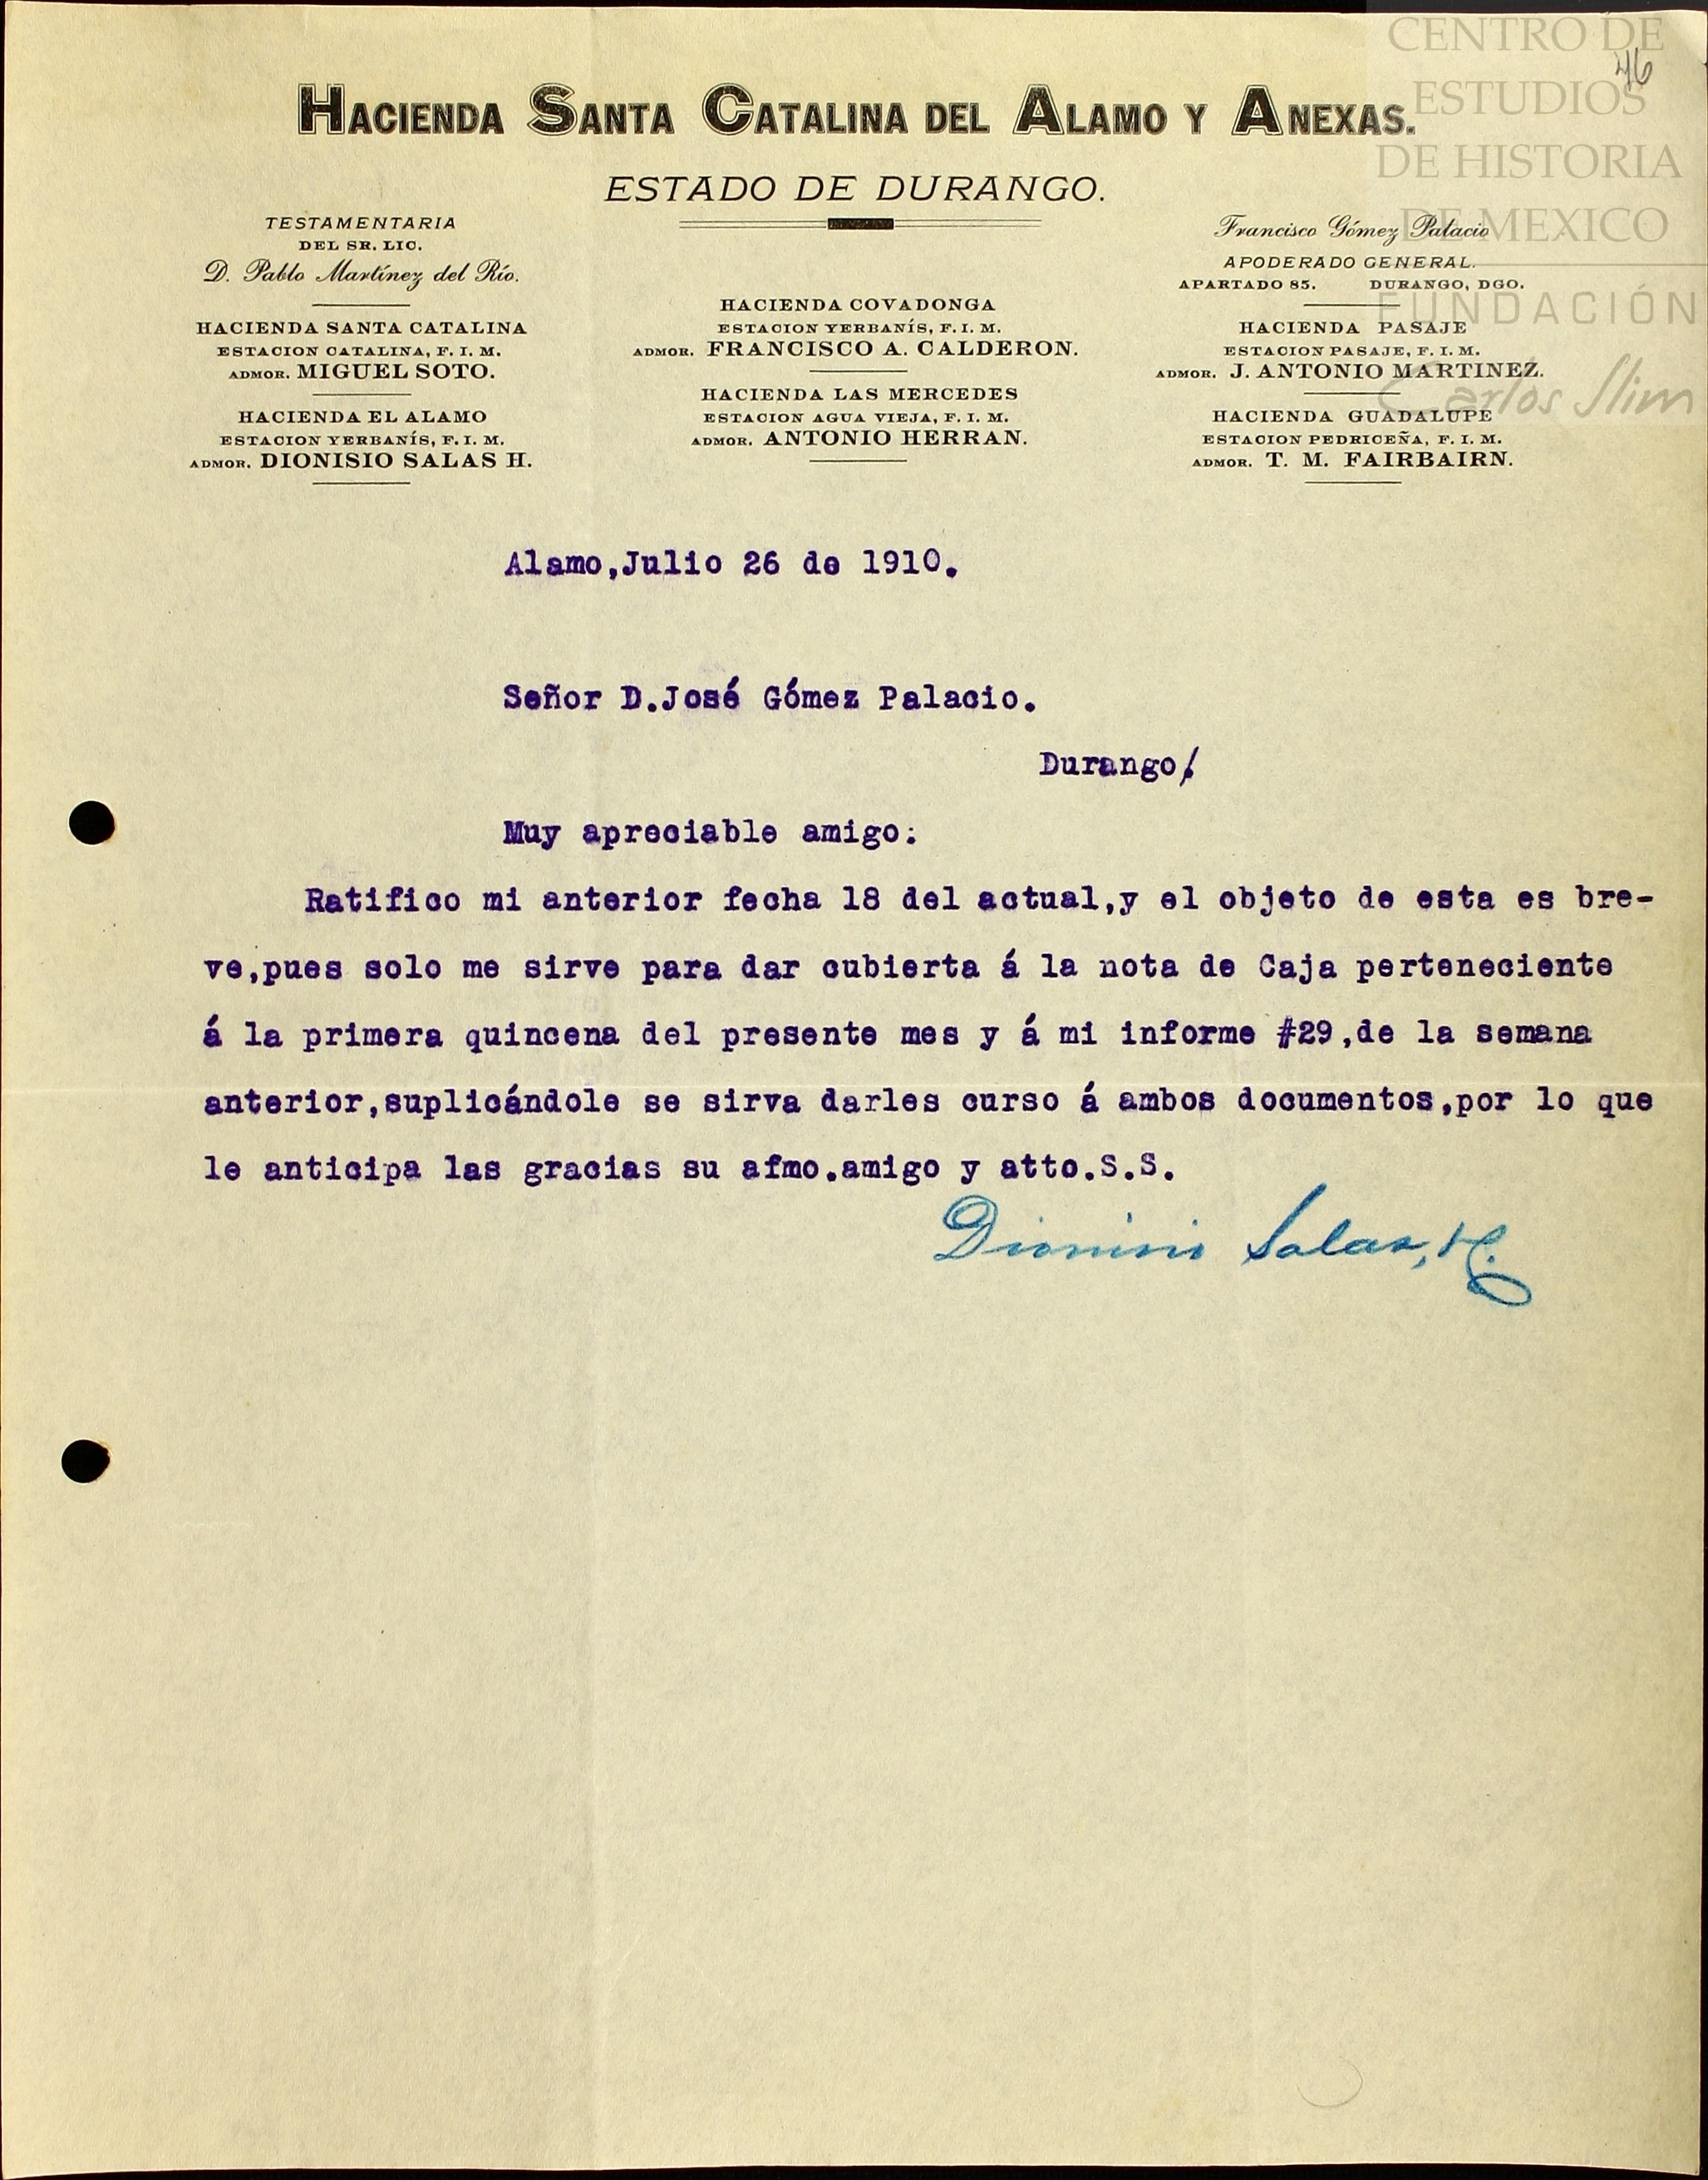 CENTRO DE
ESTUDIOS
DE HISTORIA
DE MEXICO
FUNDACIÓN
Carlos Slim
46
HACIENDA SANTA CATALINA DEL ALAMO Y ANEXAS.
ESTADO DE DURANGO.
TESTAMENTARIA
DEL SR. LIC.
D. Pablo Martínez del Río.
HACIENDA SANTA CATALINA
ESTACION CATALINA, F. I. M.
ADMOR. MIGUEL SOTO.
HACIENDA EL ALAMO
ESTACION YERBANÍS, F. I. M.
ADMOR. DIONISIO SALAS H.
HACIENDA COVADONGA
ESTACION YERBANÍS, F. I. M.
ADMOR. FRANCISCO A. CALDERON.
HACIENDA LAS MERCEDES
ESTACION AGUA VIEJA, F. I. M.
ADMOR. ANTONIO HERRAN.
Francisco Gómez Palacio
APODERADO GENERAL.
APARTADO 85. DURANGO, DGO.
HACIENDA PASAJE
ESTACION PASAJE, F. I. M.
ADMOR. J. ANTONIO MARTINEZ.
HACIENDA GUADALUPE
ESTACION PEDRICEÑA, F. I. M.
ADMOR. T. M. FAIRBAIRN.
Alamo,Julio 26 de 1910.
Señor D.José Gómez Palacio.
Durango/.
Muy apreciable amigo:
Ratifico mi anterior fecha 18 del actual,y el objeto de esta es bre-
ve,pues solo me sirve para dar cubierta á la nota de Caja perteneciente
á la primera quincena del presente mes y á mi informe #29,de la semana
anterior,suplicándole se sirva darles curso á ambos documentos,por lo que
le anticipa las gracias su afmo.amigo y atto.S.S.
Dionisio Salas, H.